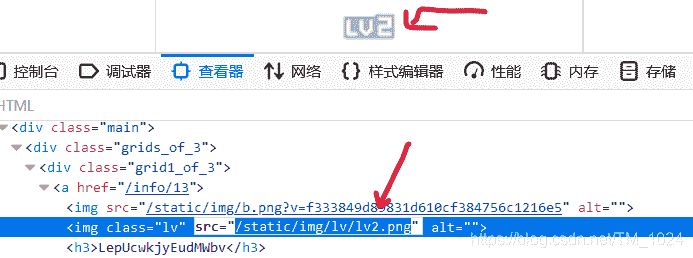 LV2
控制台 调试器 查看器 网络 样式编辑器 性能 内存 存储
HTML
<div class="main">
<div class="grids_of_3">
<div class="grid1_of_3">
<a href="/info/13">
<img src="/static/img/b.png?v=f333849d89831d610cf384756c1216e5" alt="">
<img class="lv" src="/static/img/lv/lv2.png" alt="">
<h3>LepUcwkjyEudMWbv</h3>
https://blog.csdn.net/TM_1024